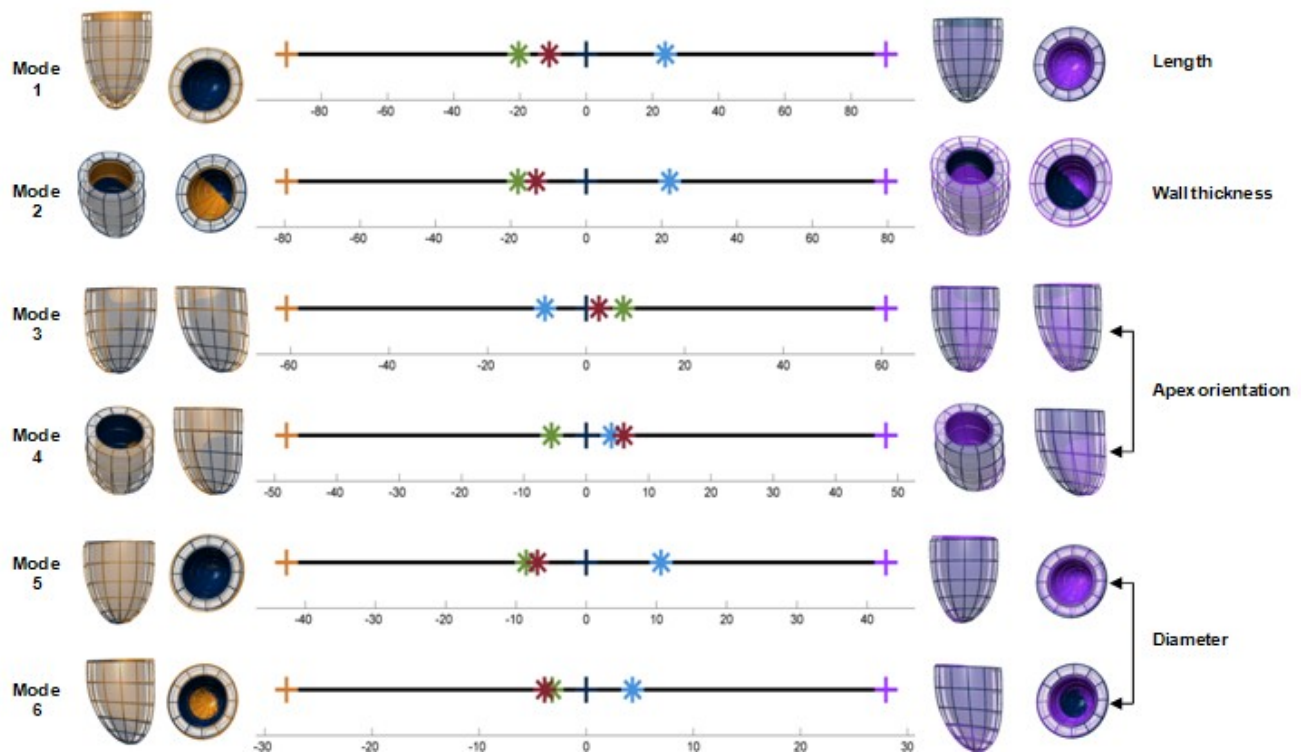 Mode
1
-80 -60 -40 -20 0 20 40 60 80
Length
Mode
2
-80 -60 -40 -20 0 20 40 60 80
Wall thickness
Mode
3
-60 -40 -20 0 20 40 60
Apex orientation
Mode
4
-50 -40 -30 -20 -10 0 10 20 30 40 50
Mode
5
-40 -30 -20 -10 0 10 20 30 40
Diameter
Mode
6
-30 -20 -10 0 10 20 30